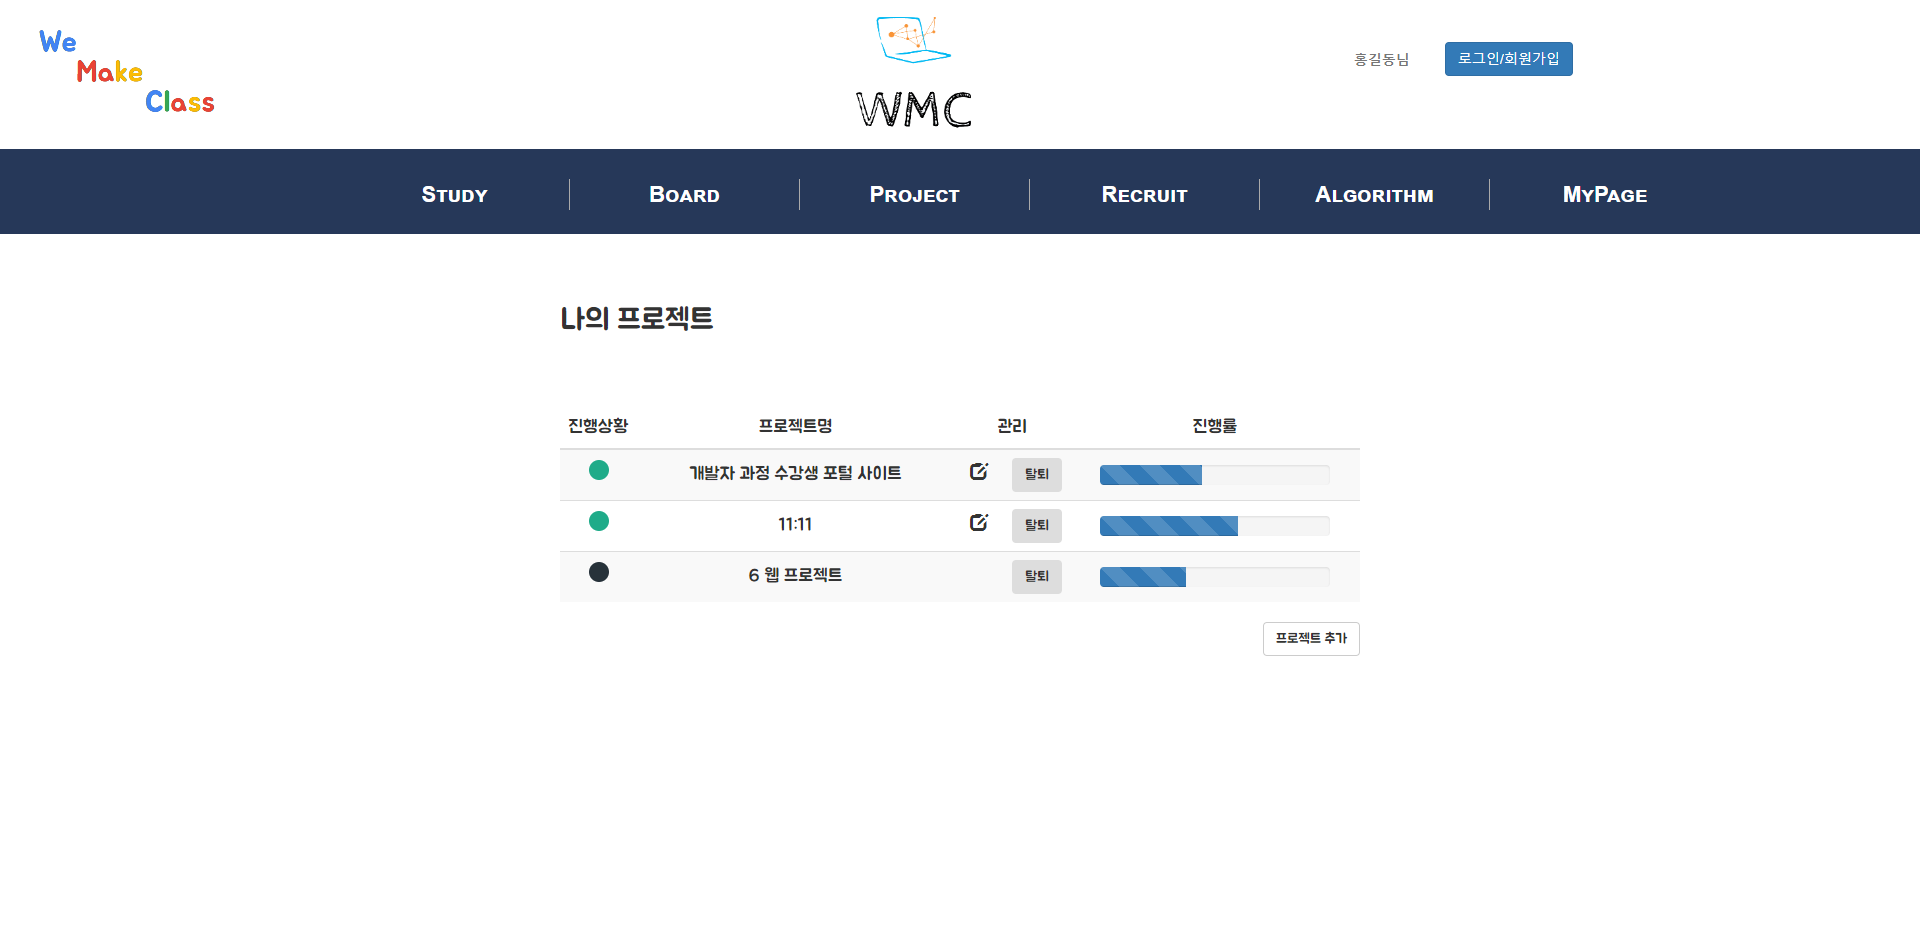 We
Make
Class
WMC
홍길동님
로그인/회원가입
Study
Board
Project
Recruit
Algorithm
MyPage
나의 프로젝트
진행상황 프로젝트명 관리 진행률
개발자 과정 수강생 포털 사이트 탈퇴
11:11 탈퇴
6 웹 프로젝트 탈퇴
프로젝트 추가